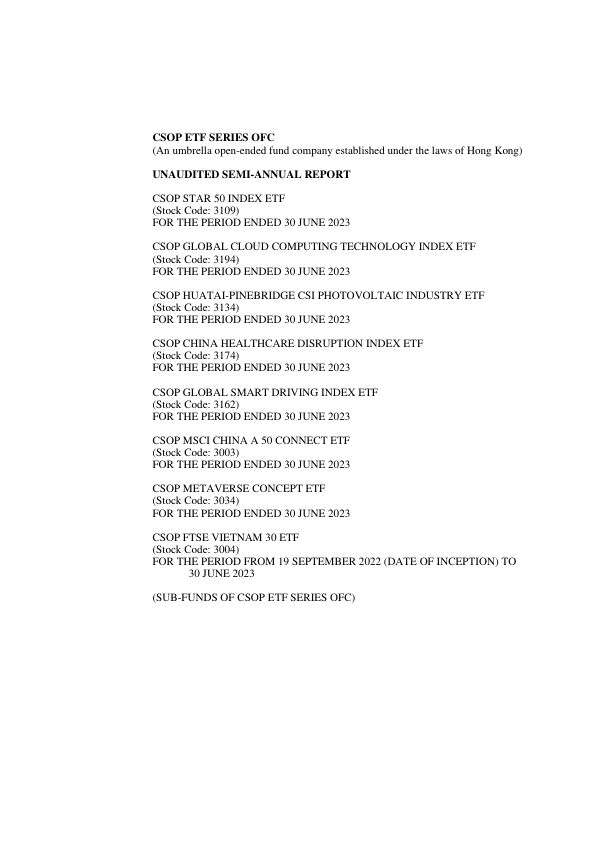 CSOP ETF SERIES OFC
(An umbrella open-ended fund company established under the laws of Hong Kong)
UNAUDITED SEMI-ANNUAL REPORT
CSOP STAR 50 INDEX ETF
(Stock Code: 3109)
FOR THE PERIOD ENDED 30 JUNE 2023
CSOP GLOBAL CLOUD COMPUTING TECHNOLOGY INDEX ETF
(Stock Code: 3194)
FOR THE PERIOD ENDED 30 JUNE 2023
CSOP HUATAI-PINEBRIDGE CSI PHOTOVOLTAIC INDUSTRY ETF
(Stock Code: 3134)
FOR THE PERIOD ENDED 30 JUNE 2023
CSOP CHINA HEALTHCARE DISRUPTION INDEX ETF
(Stock Code: 3174)
FOR THE PERIOD ENDED 30 JUNE 2023
CSOP GLOBAL SMART DRIVING INDEX ETF
(Stock Code: 3162)
FOR THE PERIOD ENDED 30 JUNE 2023
CSOP MSCI CHINA A 50 CONNECT ETF
(Stock Code: 3003)
FOR THE PERIOD ENDED 30 JUNE 2023
CSOP METAVERSE CONCEPT ETF
(Stock Code: 3034)
FOR THE PERIOD ENDED 30 JUNE 2023
CSOP FTSE VIETNAM 30 ETF
(Stock Code: 3004)
FOR THE PERIOD FROM 19 SEPTEMBER 2022 (DATE OF INCEPTION) TO
30 JUNE 2023
(SUB-FUNDS OF CSOP ETF SERIES OFC)